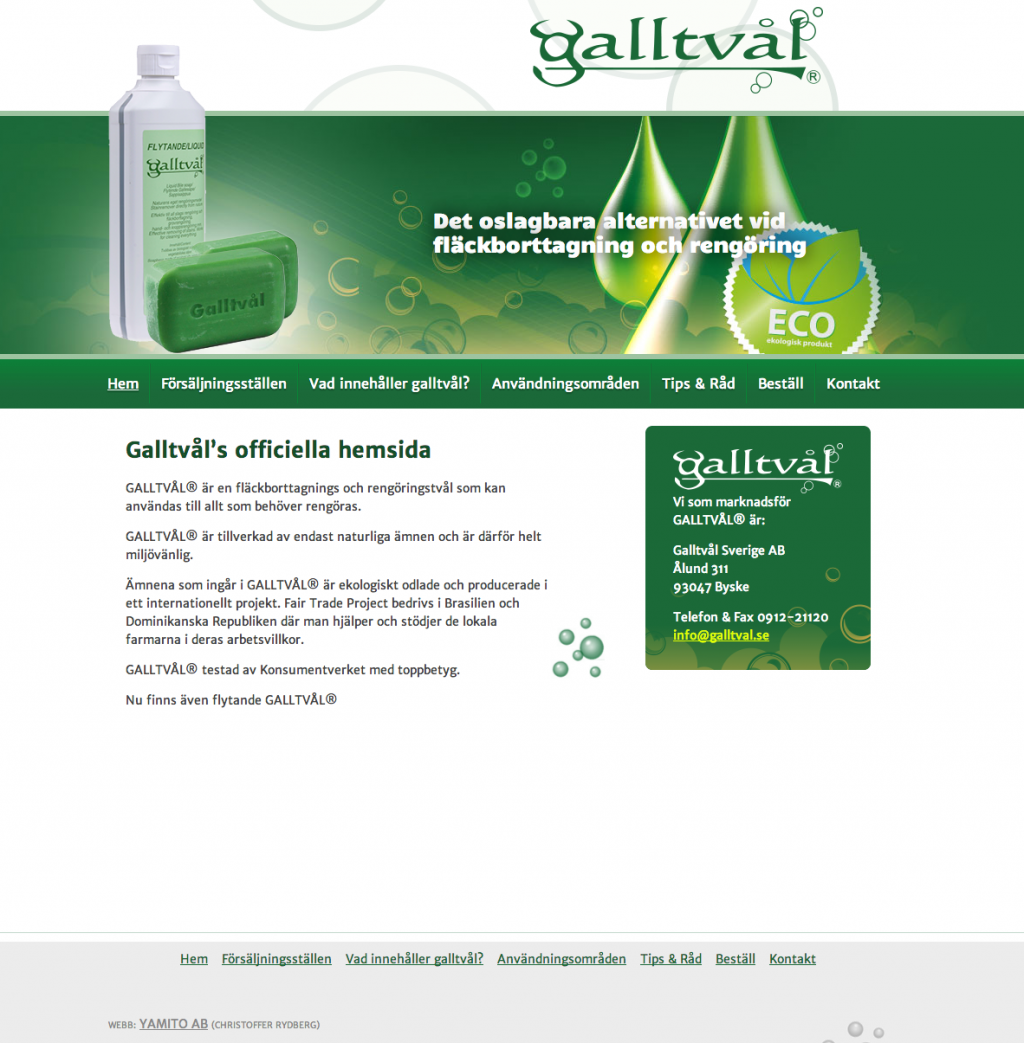 galltvål®
FLYTANDE/LIQUID
galltvål
Galltvål
Det oslagbara alternativet vid
fläckborttagning och rengöring
ECO
ekologisk produkt
Hem Försäljningsställen Vad innehåller galltvål? Användningsområden Tips & Råd Beställ Kontakt
Galltvål’s officiella hemsida
GALLTVÅL® är en fläckborttagnings och rengöringstvål som kan
användas till allt som behöver rengöras.
GALLTVÅL® är tillverkad av endast naturliga ämnen och är därför helt
miljövänlig.
Ämnena som ingår i GALLTVÅL® är ekologiskt odlade och producerade i
ett internationellt projekt. Fair Trade Project bedrivs i Brasilien och
Dominikanska Republiken där man hjälper och stödjer de lokala
farmarna i deras arbetsvillkor.
GALLTVÅL® testad av Konsumentverket med toppbetyg.
Nu finns även flytande GALLTVÅL®
galltvål®
Vi som marknadsför
GALLTVÅL® är:
Galltvål Sverige AB
Ålund 311
93047 Byske
Telefon & Fax 0912-21120
info@galltval.se
Hem Försäljningsställen Vad innehåller galltvål? Användningsområden Tips & Råd Beställ Kontakt
WEBB: YAMITO AB (CHRISTOFFER RYDBERG)